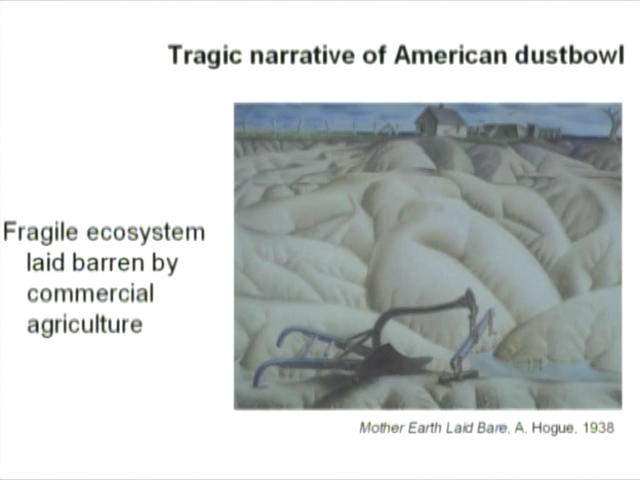 Tragic narrative of American dustbowl
Fragile ecosystem
laid barren by
commercial
agriculture
Mother Earth Laid Bare, A. Hogue, 1938